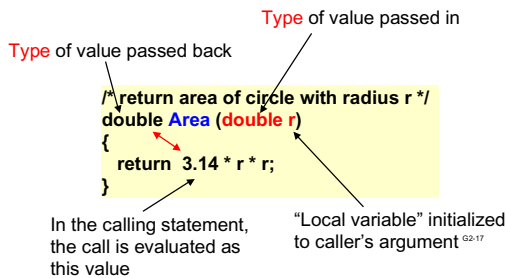 Type of value passed in
Type of value passed back
/* return area of circle with radius r */
double Area (double r)
{
return 3.14 * r * r;
}
In the calling statement,
the call is evaluated as
this value
“Local variable” initialized
to caller’s argument G2-17